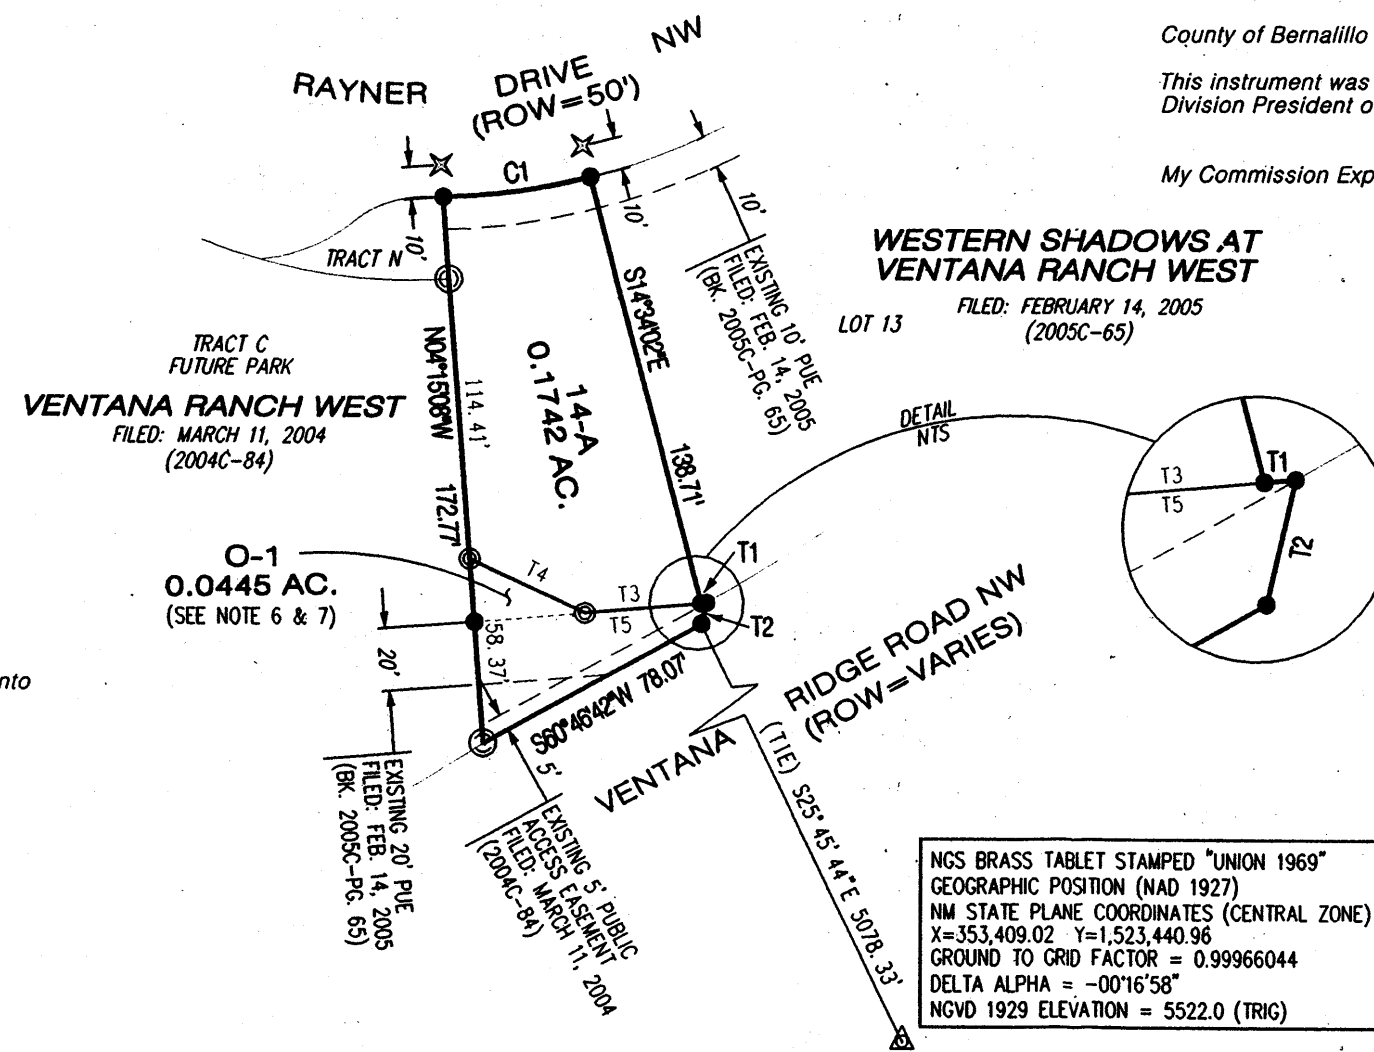 County of Bernalillo
This instrument was
Division President o
My Commission Exp
RAYNER DRIVE NW
(ROW=50')
C1
10'
10'
10'
TRACT N
EXISTING 10' PUE
FILED: FEB. 14, 2005
(BK. 2005C-PG. 65)
WESTERN SHADOWS AT
VENTANA RANCH WEST
FILED: FEBRUARY 14, 2005
(2005C-65)
LOT 13
TRACT C
FUTURE PARK
VENTANA RANCH WEST
FILED: MARCH 11, 2004
(2004C-84)
N04°15'08"W 172.77'
114.41'
14-A
0.1742 AC.
S14°34'02"E 138.71'
DETAIL
NTS
T3
T5
T1
T2
O-1
0.0445 AC.
(SEE NOTE 6 & 7)
T4
T3
T5
T1
T2
58.37'
20'
nto
S60°46'42"W 78.07'
5'
RIDGE ROAD NW
(ROW=VARIES)
VENTANA
(TIE) S25°45'44"E 5078.33'
EXISTING 20' PUE
FILED: FEB. 14, 2005
(BK. 2005C-PG. 65)
EXISTING 5' PUBLIC
ACCESS EASEMENT
FILED: MARCH 11, 2004
(2004C-84)
NGS BRASS TABLET STAMPED "UNION 1969"
GEOGRAPHIC POSITION (NAD 1927)
NM STATE PLANE COORDINATES (CENTRAL ZONE)
X=353,409.02 Y=1,523,440.96
GROUND TO GRID FACTOR = 0.99966044
DELTA ALPHA = -00°16'58"
NGVD 1929 ELEVATION = 5522.0 (TRIG)